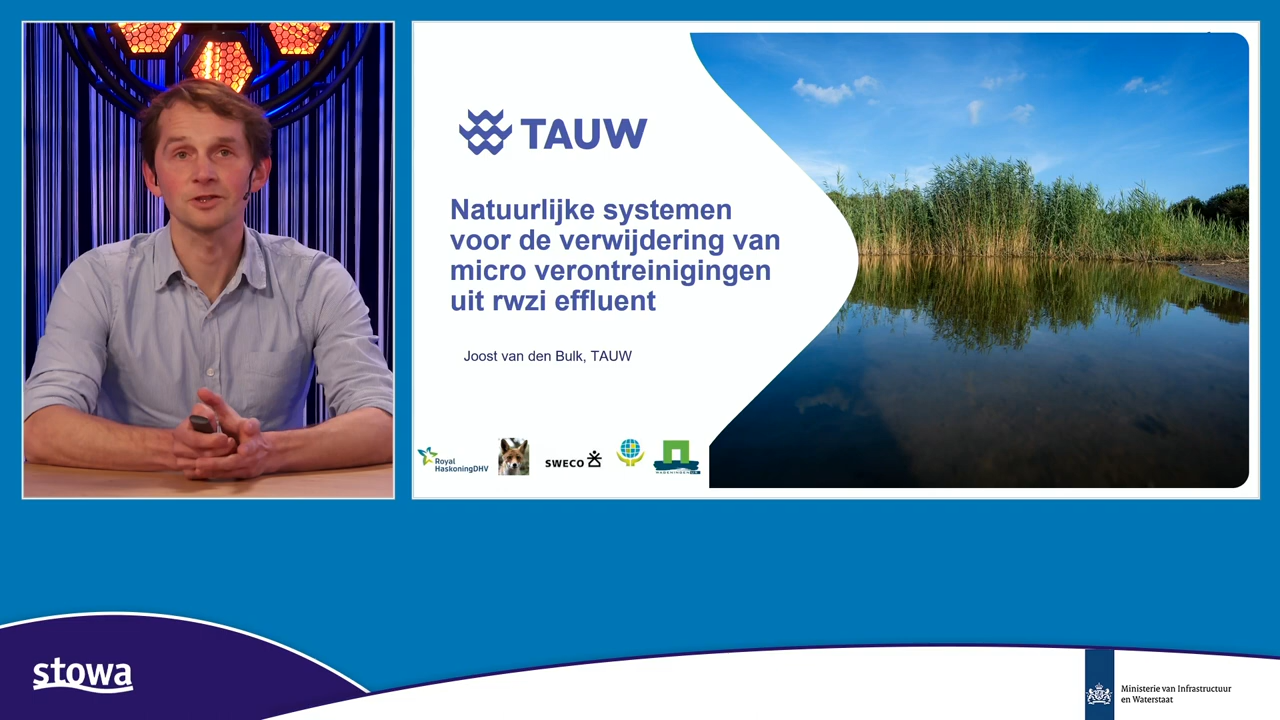 TAUW
Natuurlijke systemen
voor de verwijdering van
micro verontreinigingen
uit rwzi effluent
Joost van den Bulk, TAUW
Royal
HaskoningDHV
SWECO
WAGENINGEN
stowa
Ministerie van Infrastructuur
en Waterstaat